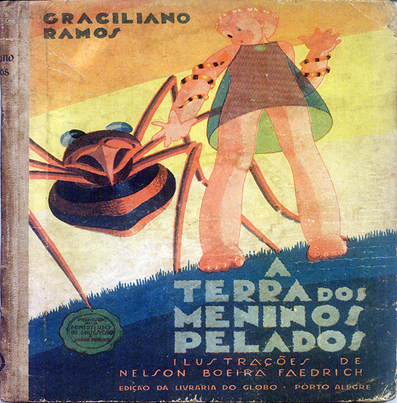 GRACILIANO
RAMOS
A
TERRA DOS
MENINOS
PELADOS
ILUSTRAÇÕES DE
NELSON BOEIRA FAEDRICH
EDIÇÃO DA LIVRARIA DO GLOBO - PORTO ALEGRE